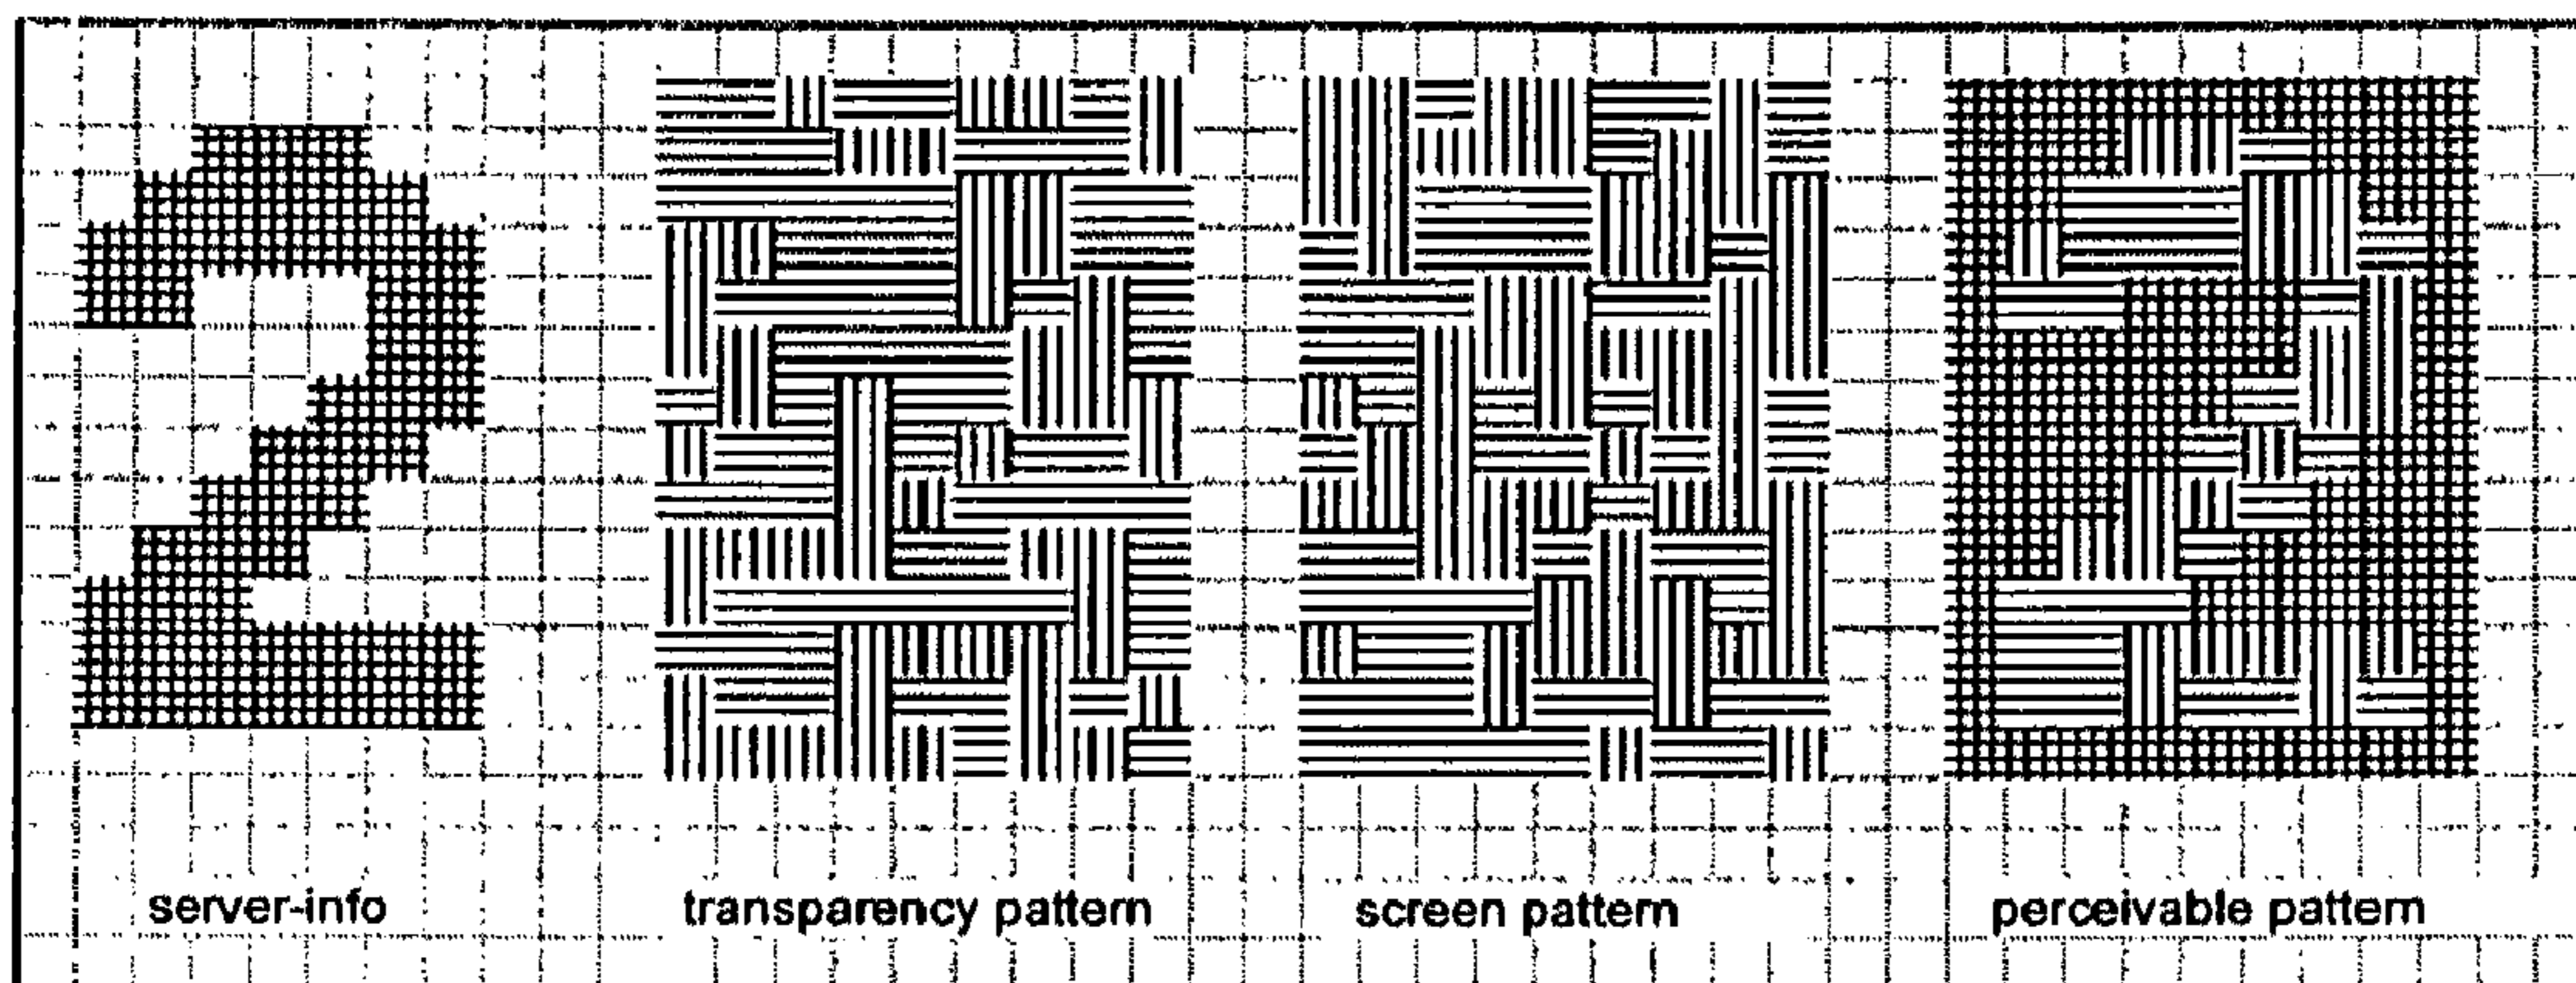 server-info
transparency pattern
screen pattern
perceivable pattern